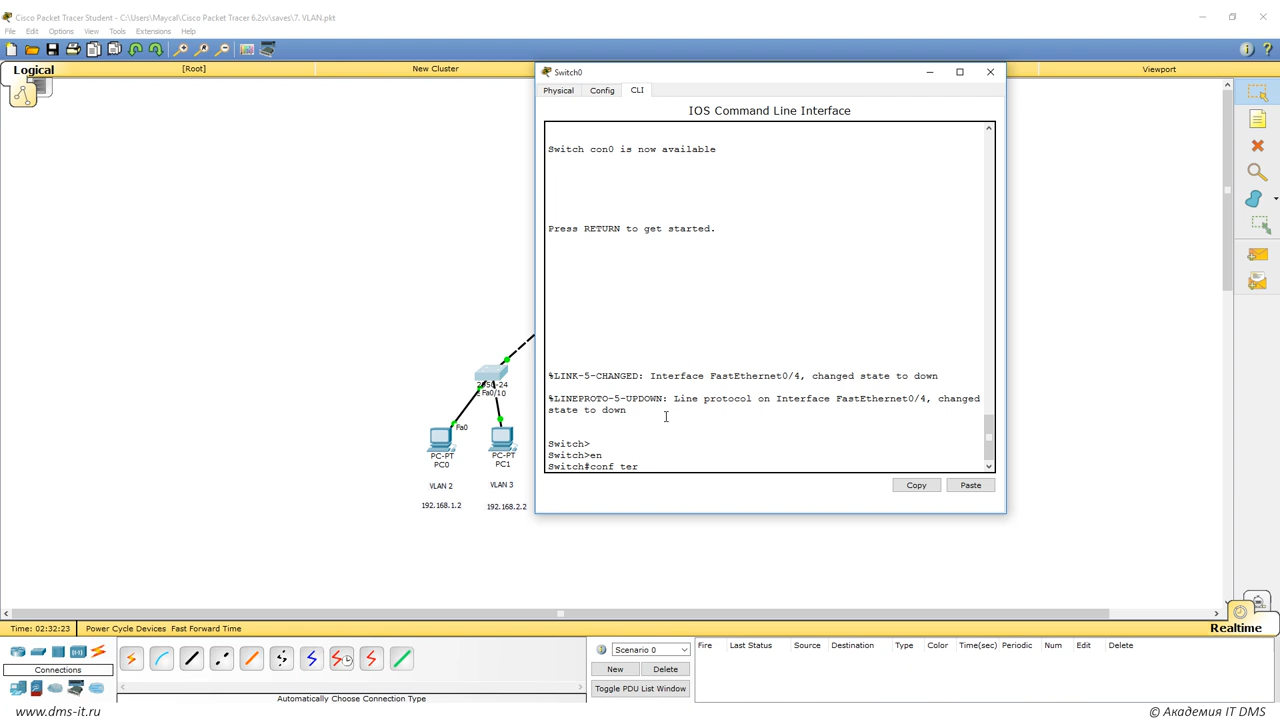 Cisco Packet Tracer Student - C:\Users\Maycal\Cisco Packet Tracer 6.2sv\saves\7. VLAN.pkt
File Edit Options View Tools Extensions Help
Logical [Root] New Cluster Viewport
Switch0
Physical Config CLI
IOS Command Line Interface
Switch con0 is now available
Press RETURN to get started.
%LINK-5-CHANGED: Interface FastEthernet0/4, changed state to down
%LINEPROTO-5-UPDOWN: Line protocol on Interface FastEthernet0/4, changed
state to down
Switch>
Switch>en
Switch#conf ter
Copy Paste
Fa0/10
Fa0
PC-PT PC-PT
PC0 PC1
VLAN 2 VLAN 3
192.168.1.2 192.168.2.2
Realtime
Time: 02:32:23 Power Cycle Devices Fast Forward Time
Connections
Automatically Choose Connection Type
Scenario 0
New Delete
Toggle PDU List Window
Fire Last Status Source Destination Type Color Time(sec) Periodic Num Edit Delete
www.dms-it.ru
© Академия IT DMS